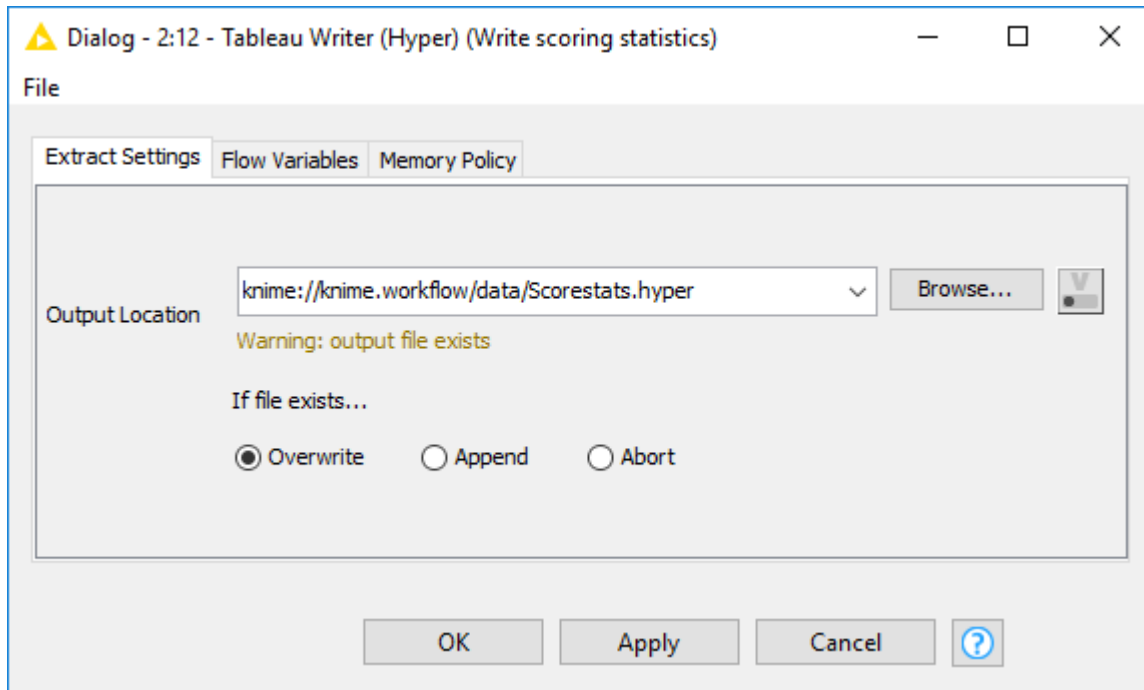 Dialog - 2:12 - Tableau Writer (Hyper) (Write scoring statistics)
File
Extract Settings Flow Variables Memory Policy
Output Location knime://knime.workflow/data/Scorestats.hyper Browse... V
Warning: output file exists
If file exists...
Overwrite Append Abort
OK Apply Cancel ?